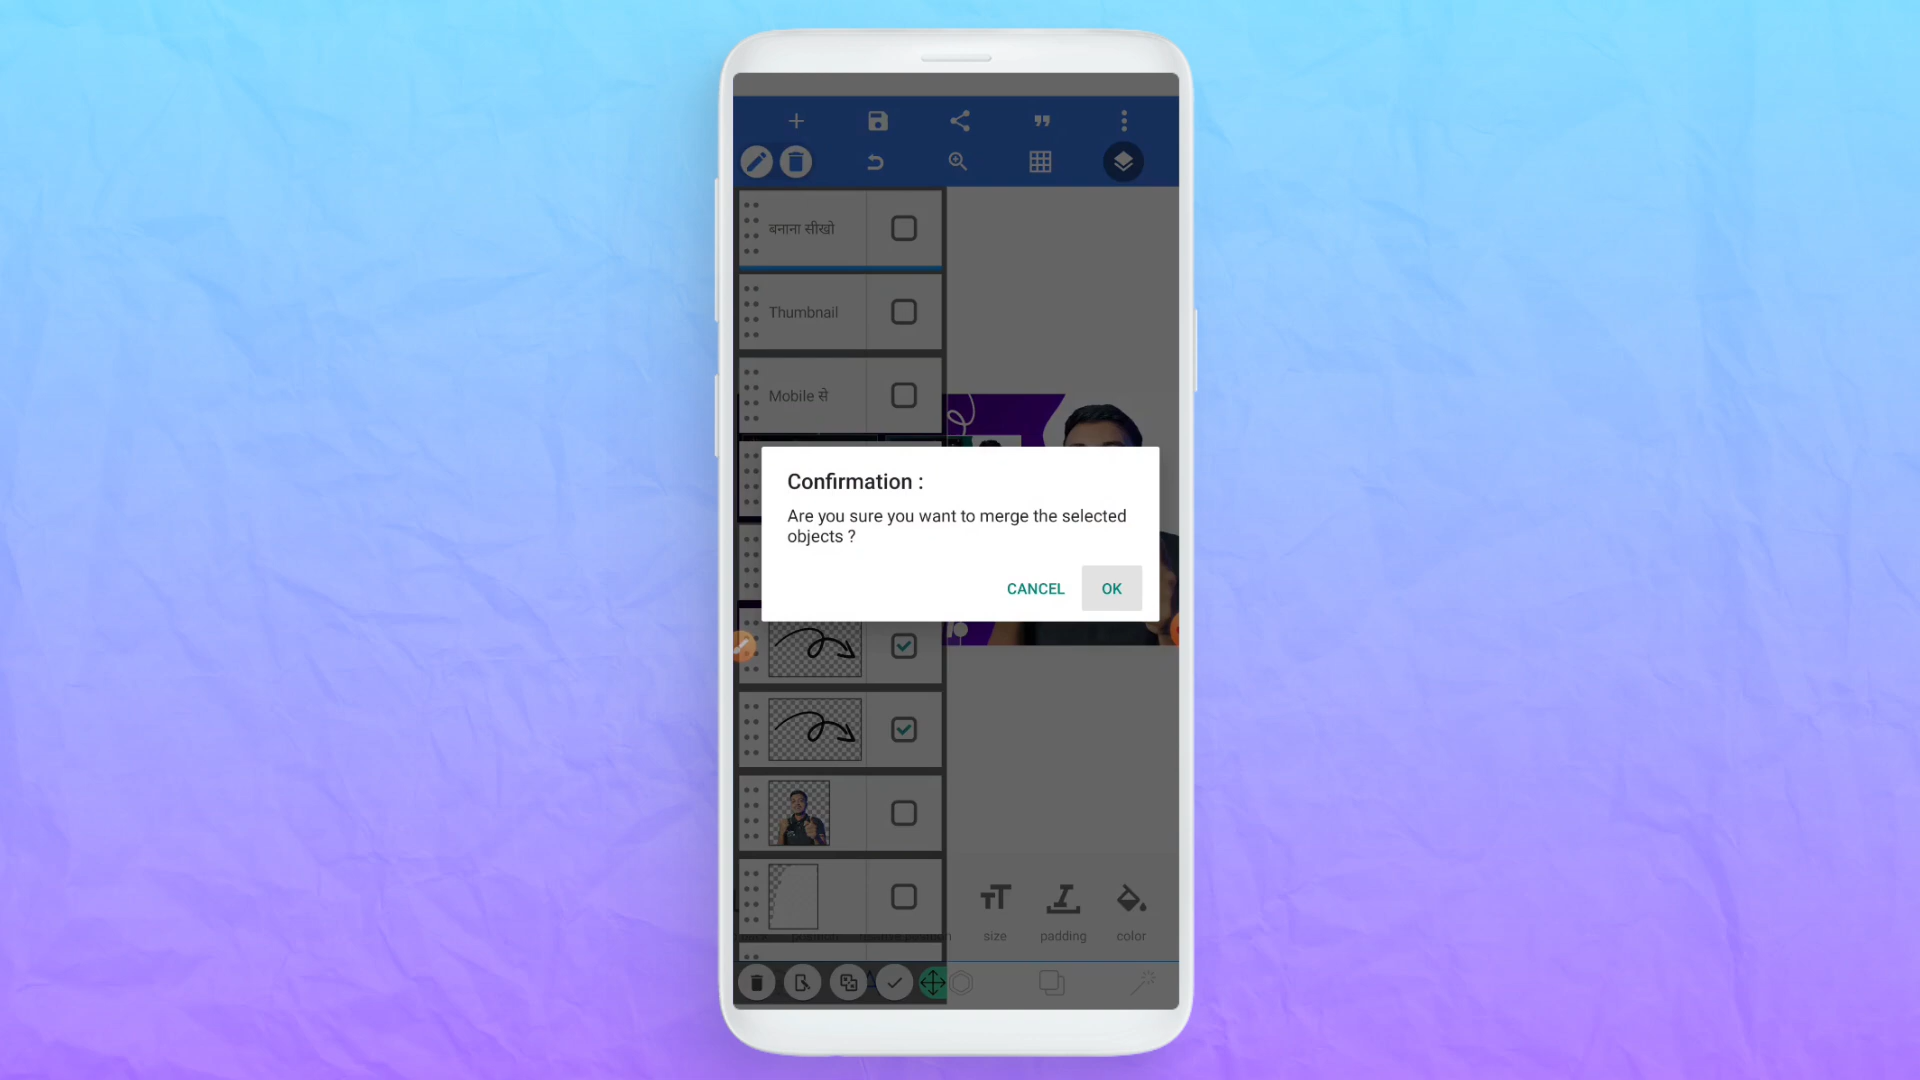 बनाना सीखो
Thumbnail
Mobile से
Confirmation :
Are you sure you want to merge the selected
objects ?
CANCEL
OK
size
padding
color